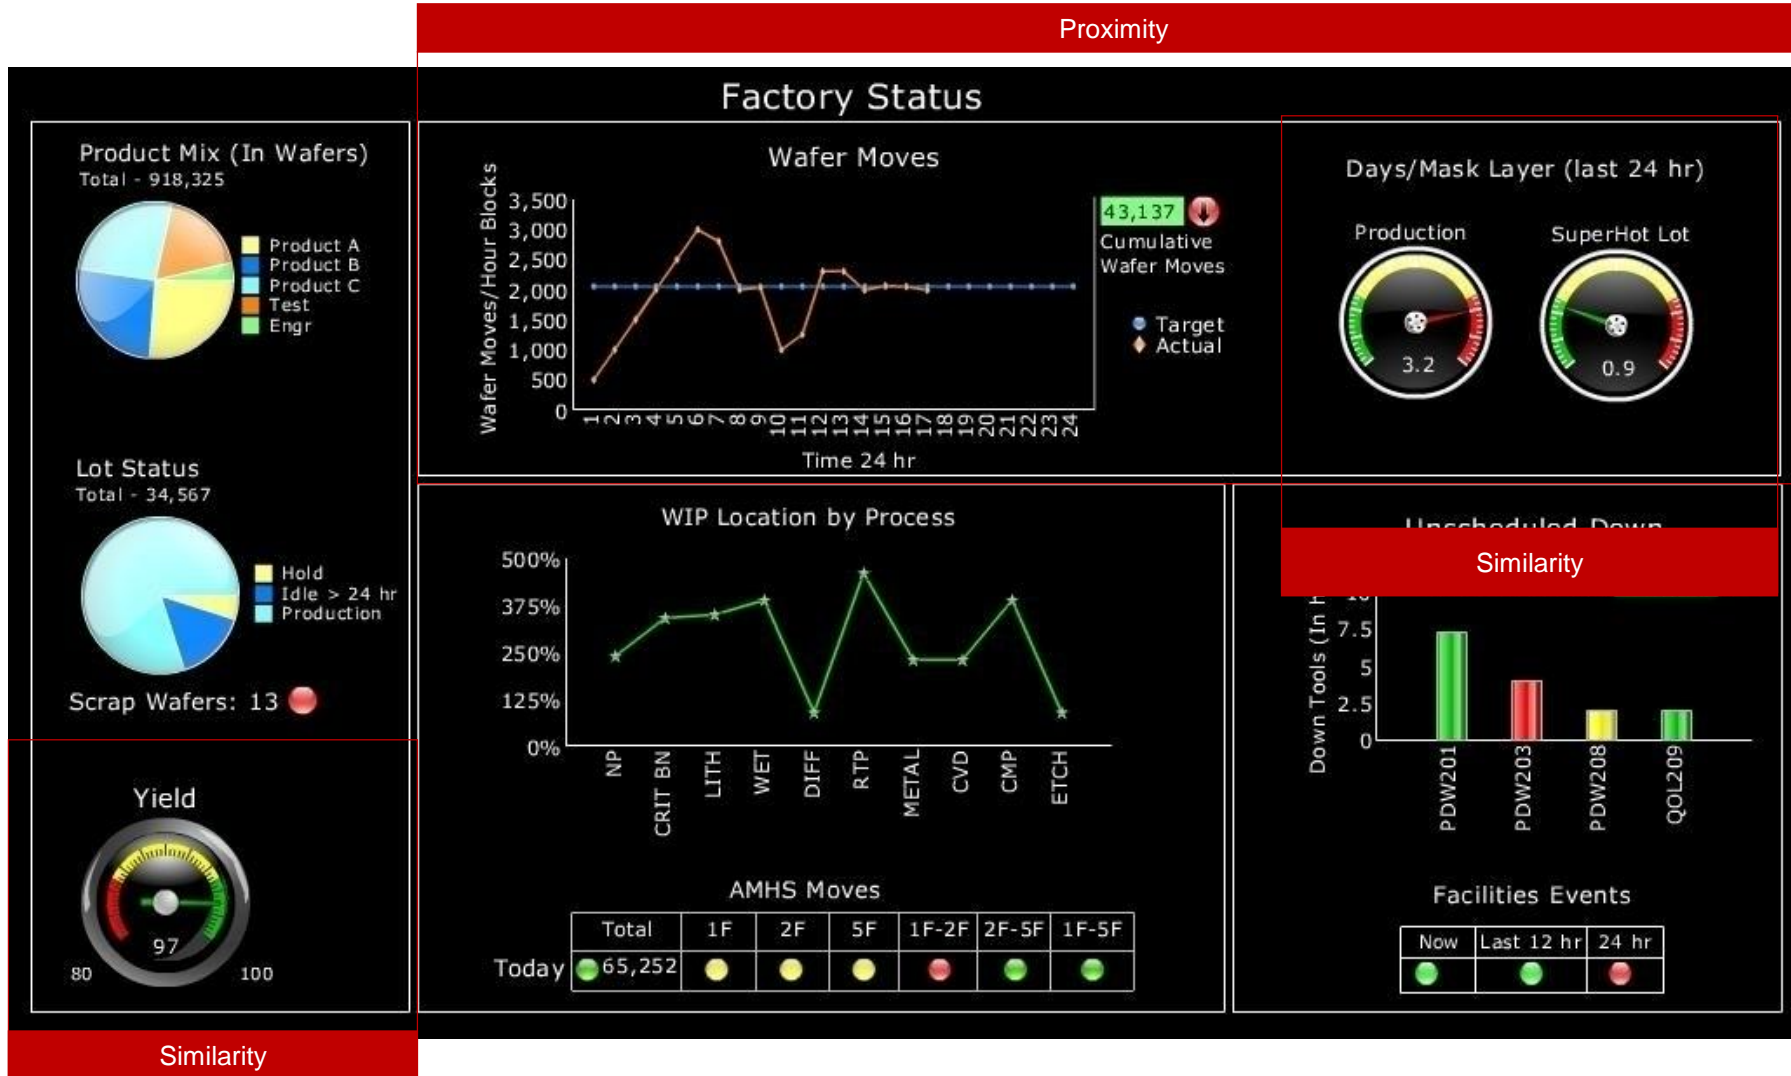 Proximity
Factory Status
Product Mix (In Wafers)
Total - 918,325
Product A
Product B
Product C
Test
Engr
Lot Status
Total - 34,567
Hold
Idle > 24 hr
Production
Scrap Wafers: 13
Yield
97
80 100
Similarity
Wafer Moves
Wafer Moves/Hour Blocks
3,500
3,000
2,500
2,000
1,500
1,000
500
0
1 2 3 4 5 6 7 8 9 10 11 12 13 14 15 16 17 18 19 20 21 22 23 24
Time 24 hr
43,137
Cumulative
Wafer Moves
Target
Actual
Days/Mask Layer (last 24 hr)
Production SuperHot Lot
3.2 0.9
WIP Location by Process
500%
375%
250%
125%
0%
NP CRIT BN LITH WET DIFF RTP METAL CVD CMP ETCH
AMHS Moves
Total 1F 2F 5F 1F-2F 2F-5F 1F-5F
Today 65,252
Unscheduled Down
Similarity
Down Tools (In
10
7.5
5
2.5
0
PDW201 PDW203 PDW208 QOL209
Facilities Events
Now Last 12 hr 24 hr